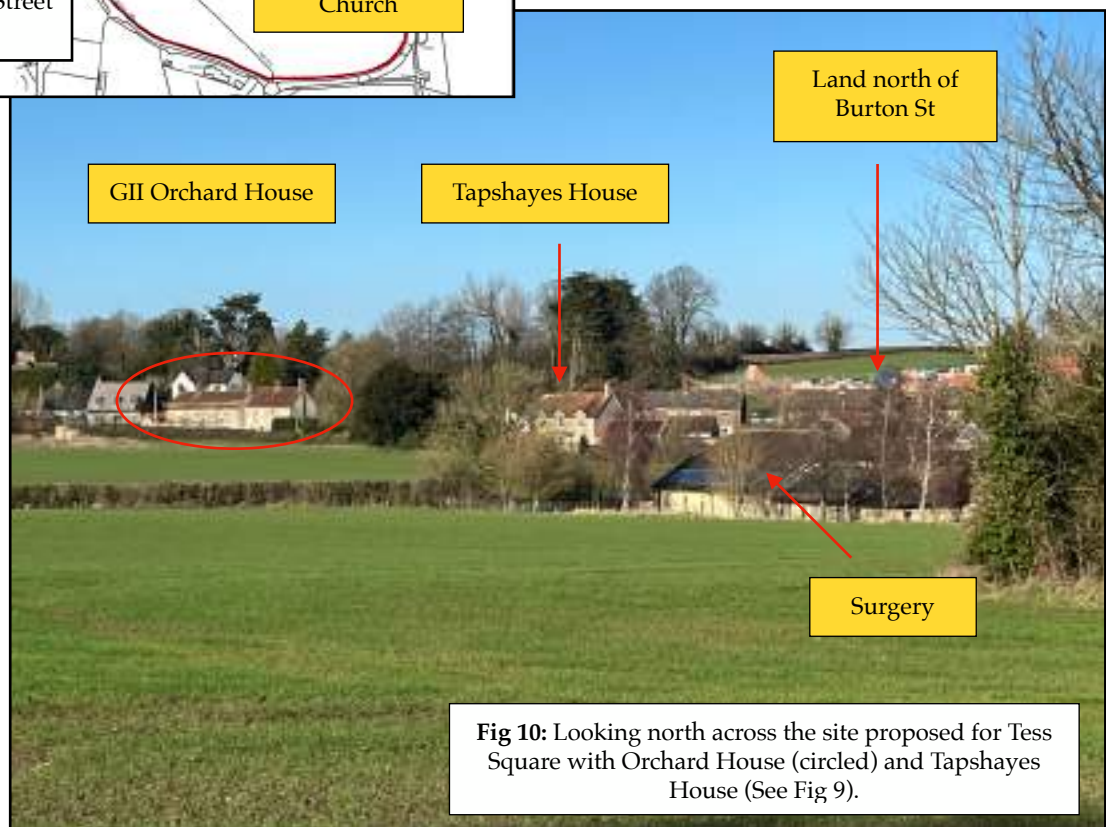 Street
Church
Land north of
Burton St
GII Orchard House
Tapshayes House
Surgery
Fig 10: Looking north across the site proposed for Tess
Square with Orchard House (circled) and Tapshayes
House (See Fig 9).